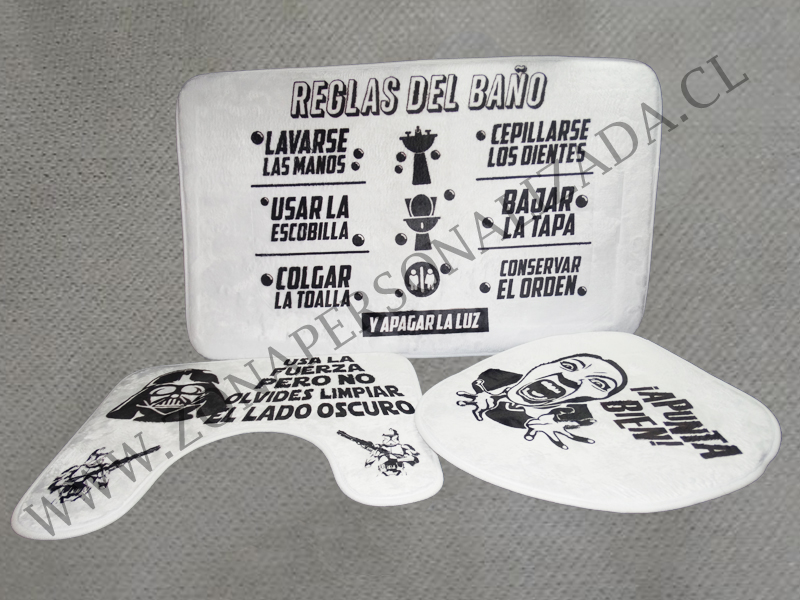 REGLAS DEL BAÑO
LAVARSE
LAS MANOS
CEPILLARSE
LOS DIENTES
USAR LA
ESCOBILLA
BAJAR
LA TAPA
COLGAR
LA TOALLA
CONSERVAR
EL ORDEN
Y APAGAR LA LUZ
USA LA
FUERZA
PERO NO
OLVIDES LIMPIAR
EL LADO OSCURO
¡APUNTA
BIEN!
WWW.ZONAPERSONALIZADA.CL